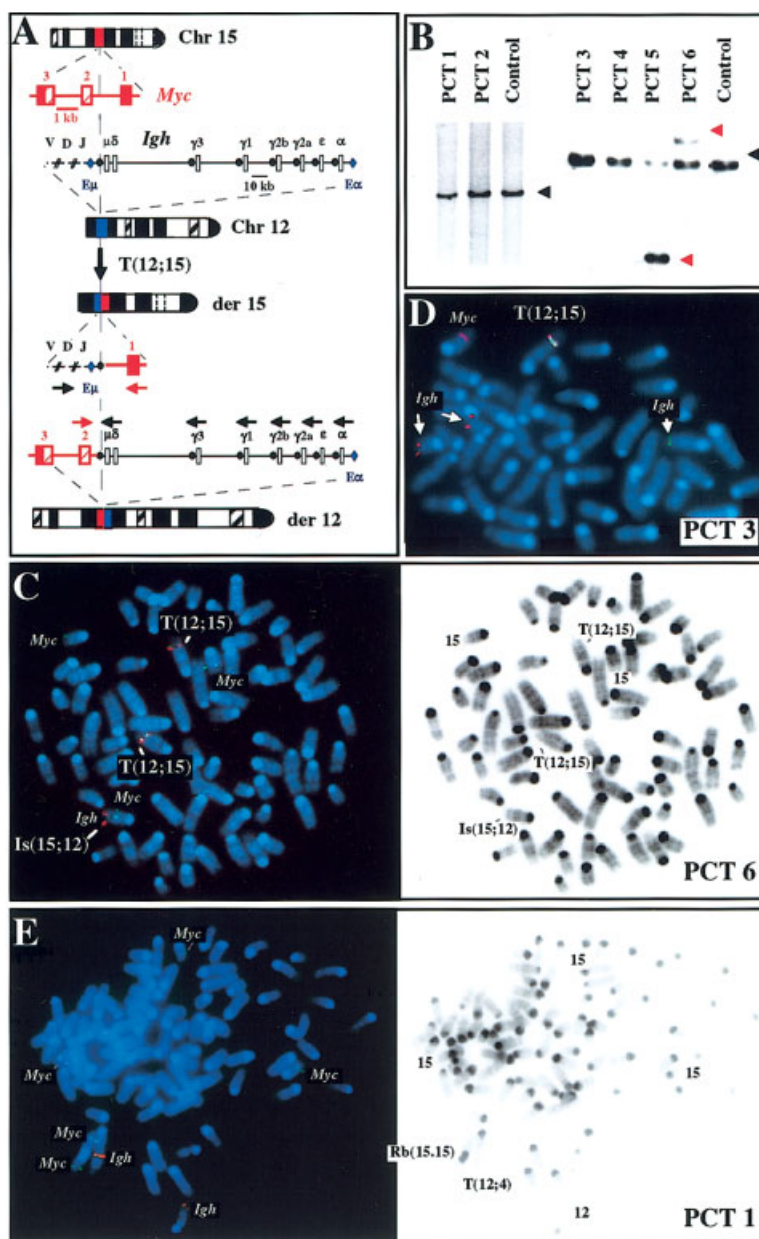 A
Chr 15
3 2 1
Myc
1 kb
V D J μδ Igh γ3 γ1 γ2b γ2a ε α
Eμ 10 kb Eα
Chr 12
T(12;15)
der 15
V D J 1
Eμ
3 2 μδ γ3 γ1 γ2b γ2a ε α
Eα
der 12
B
PCT 1
PCT 2
Control
PCT 3
PCT 4
PCT 5
PCT 6
Control
D
Myc T(12;15)
Igh
Igh
PCT 3
C
T(12;15)
Myc
Myc
T(12;15)
Myc
Igh
Is(15;12)
T(12;15)
15
15
T(12;15)
Is(15;12)
PCT 6
E
Myc
Myc
Myc
Myc
Igh
Myc
Igh
15
15
15
Rb(15.15)
T(12;4)
12
PCT 1